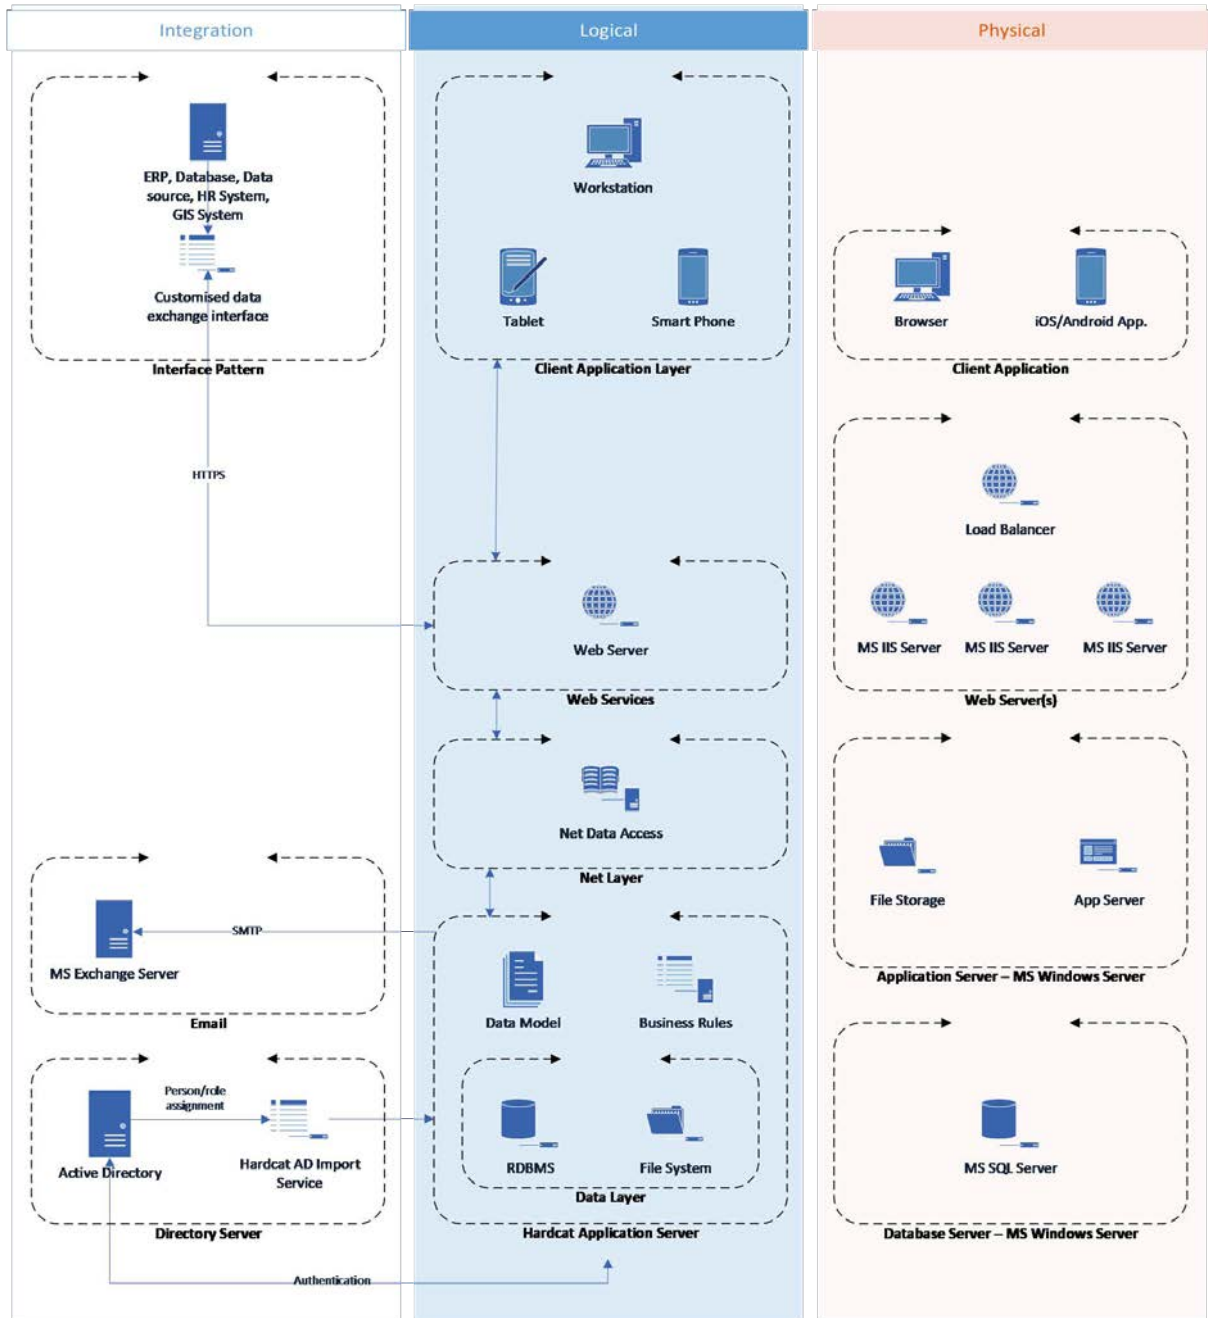 Integration
Logical
Physical
ERP, Database, Data
source, HR System,
GIS System
Customised data
exchange interface
Interface Pattern
HTTPS
MS Exchange Server
Email
Person/role
assignment
Active Directory
Hardcat AD Import
Service
Directory Server
SMTP
Authentication
Workstation
Tablet
Smart Phone
Client Application Layer
Web Server
Web Services
Net Data Access
Net Layer
Data Model
Business Rules
RDBMS
File System
Data Layer
Hardcat Application Server
Browser
iOS/Android App.
Client Application
Load Balancer
MS IIS Server
MS IIS Server
MS IIS Server
Web Server(s)
File Storage
App Server
Application Server – MS Windows Server
MS SQL Server
Database Server – MS Windows Server